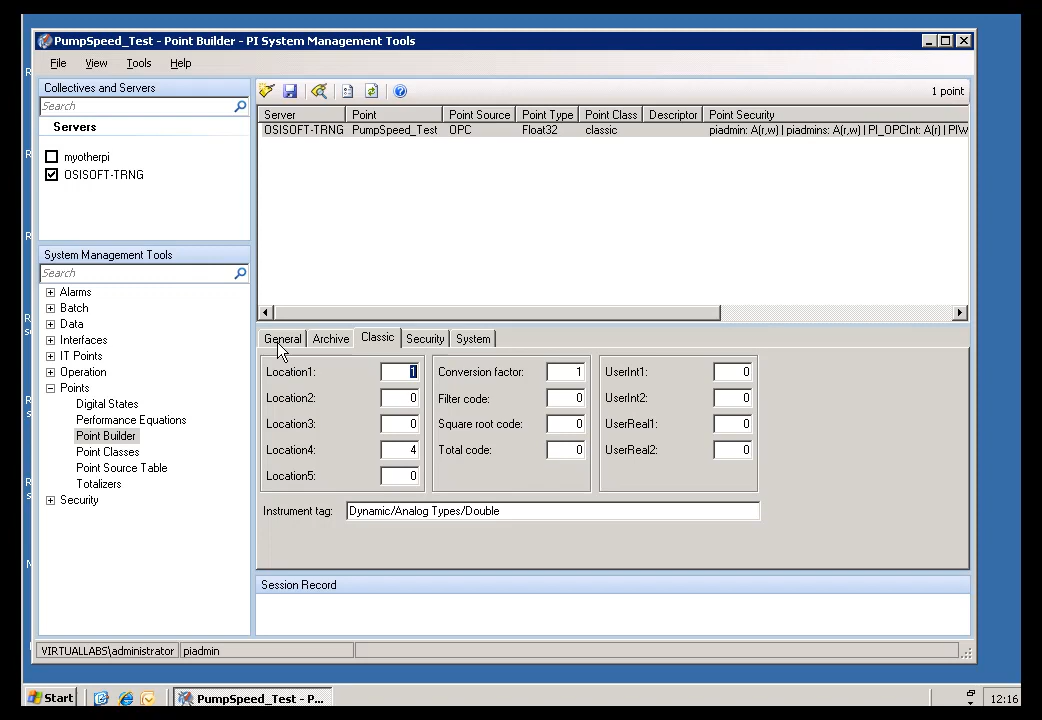 PumpSpeed_Test - Point Builder - PI System Management Tools
File View Tools Help
Collectives and Servers
Search
Servers
myotherpi
OSISOFT-TRNG
System Management Tools
Search
Alarms
Batch
Data
Interfaces
IT Points
Operation
Points
Digital States
Performance Equations
Point Builder
Point Classes
Point Source Table
Totalizers
Security
1 point
Server Point Point Source Point Type Point Class Descriptor Point Security
OSISOFT-TRNG PumpSpeed_Test OPC Float32 classic piadmin: A(r,w) | piadmins: A(r,w) | PI_OPCInt: A(r) | PIW
General Archive Classic Security System
Location1: 1 Conversion factor: 1 UserInt1: 0
Location2: 0 Filter code: 0 UserInt2: 0
Location3: 0 Square root code: 0 UserReal1: 0
Location4: 4 Total code: 0 UserReal2: 0
Location5: 0
Instrument tag: Dynamic/Analog Types/Double
Session Record
VIRTUALLABS\administrator piadmin
Start PumpSpeed_Test - P... 12:16